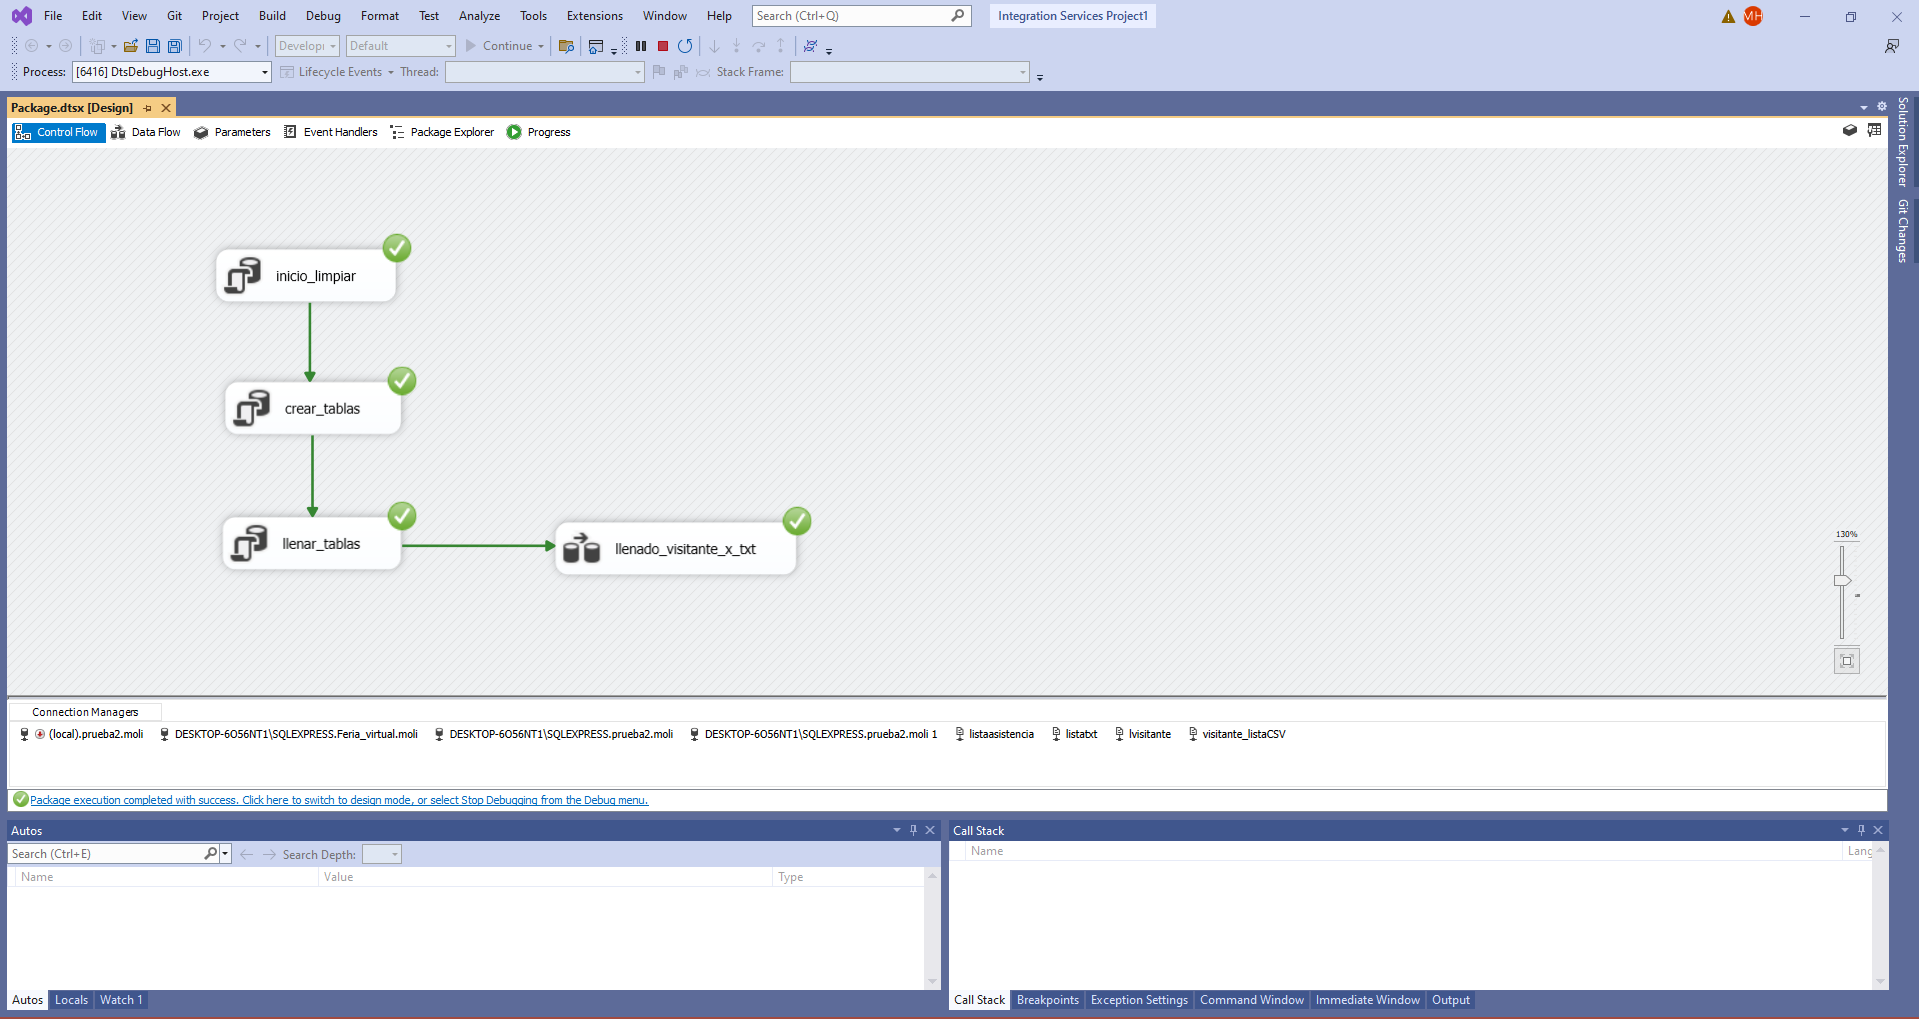 File Edit View Git Project Build Debug Format Test Analyze Tools Extensions Window Help Search (Ctrl+Q) Integration Services Project1 MH
Develop Default Continue
Process: [6416] DtsDebugHost.exe Lifecycle Events Thread: Stack Frame:
Package.dtsx [Design]
Control Flow Data Flow Parameters Event Handlers Package Explorer Progress
Solution Explorer
Git Changes
inicio_limpiar
crear_tablas
llenar_tablas
llenado_visitante_x_txt
130%
Connection Managers
(local).prueba2.moli DESKTOP-6O56NT1\SQLEXPRESS.Feria_virtual.moli DESKTOP-6O56NT1\SQLEXPRESS.prueba2.moli DESKTOP-6O56NT1\SQLEXPRESS.prueba2.moli 1 listaasistencia listatxt lvisitante visitante_listaCSV
Package execution completed with success. Click here to switch to design mode, or select Stop Debugging from the Debug menu.
Autos
Search (Ctrl+E) Search Depth:
Name Value Type
Autos Locals Watch 1
Call Stack
Name Lang
Call Stack Breakpoints Exception Settings Command Window Immediate Window Output